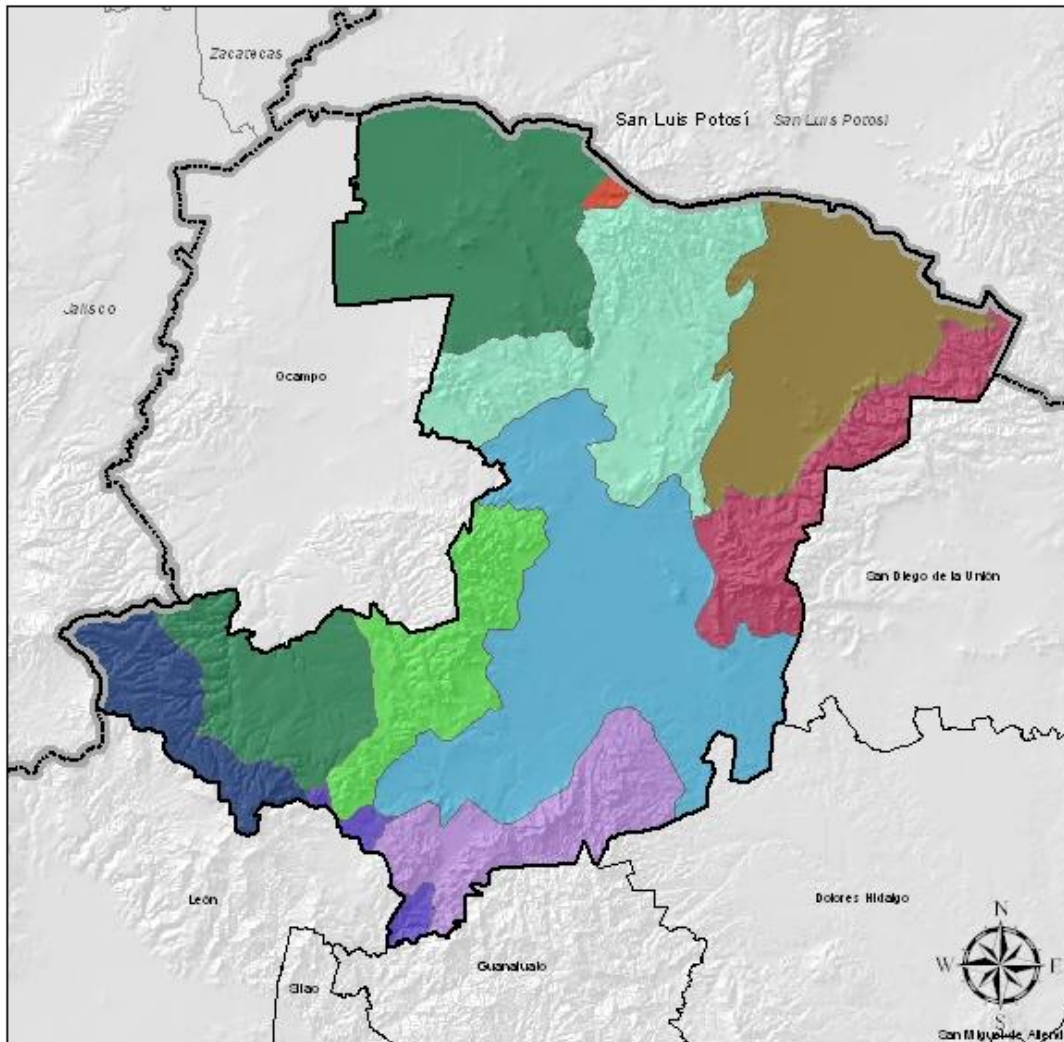 Zacatecas
San Luis Potosí San Luis Potosí
Jalisco
Ocampo
San Diego de la Unión
León
Dolores Hidalgo
Guanajuato
Silao
N
W E
S
San Miguel de Allend